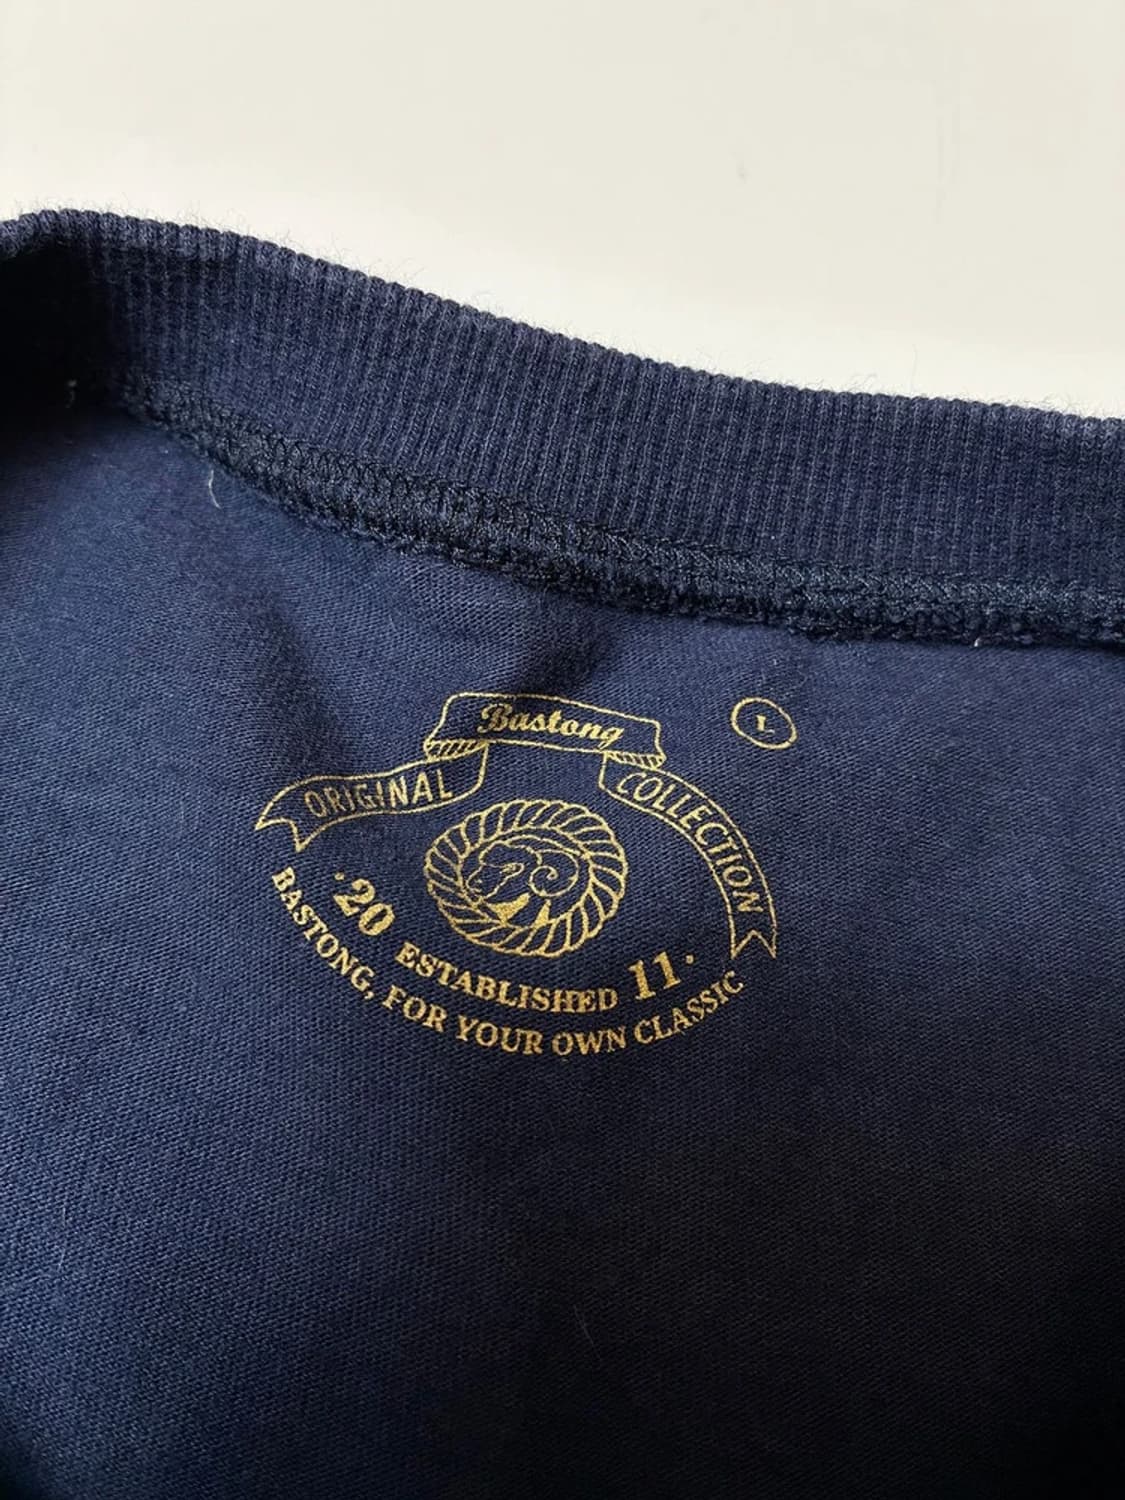 Bastong
L
ORIGINAL
COLLECTION
·20 ESTABLISHED 11·
BASTONG, FOR YOUR OWN CLASSIC